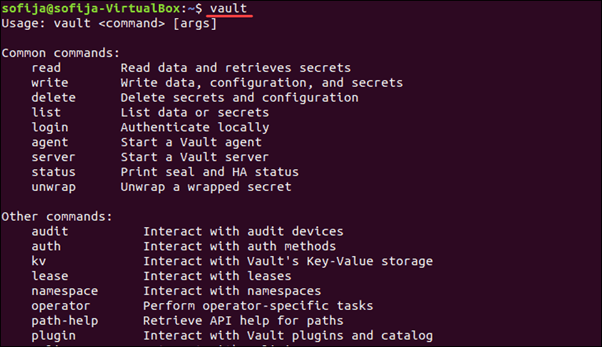 sofija@sofija-VirtualBox:~$ vault
Usage: vault <command> [args]
Common commands:
read Read data and retrieves secrets
write Write data, configuration, and secrets
delete Delete secrets and configuration
list List data or secrets
login Authenticate locally
agent Start a Vault agent
server Start a Vault server
status Print seal and HA status
unwrap Unwrap a wrapped secret
Other commands:
audit Interact with audit devices
auth Interact with auth methods
kv Interact with Vault's Key-Value storage
lease Interact with leases
namespace Interact with namespaces
operator Perform operator-specific tasks
path-help Retrieve API help for paths
plugin Interact with Vault plugins and catalog